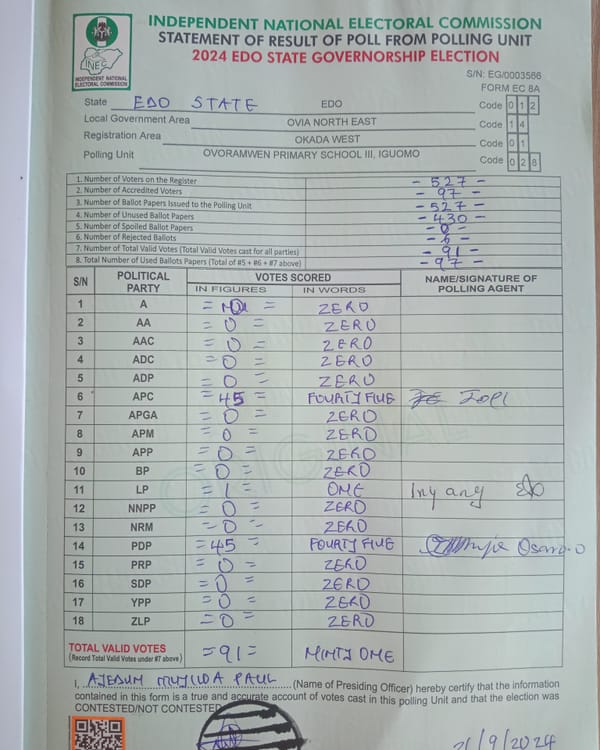 INDEPENDENT NATIONAL ELECTORAL COMMISSION
STATEMENT OF RESULT OF POLL FROM POLLING UNIT
2024 EDO STATE GOVERNORSHIP ELECTION
INEC
INDEPENDENT NATIONAL
ELECTORAL COMMISSION
S/N: EG/0003566
FORM EC 8A
State EDO STATE EDO Code 0 1 2
Local Government Area OVIA NORTH EAST Code 1 4
Registration Area OKADA WEST Code 0 1
Polling Unit OVORAMWEN PRIMARY SCHOOL III, IGUOMO Code 0 2 8
1. Number of Voters on the Register - 527 -
2. Number of Accredited Voters - 97 -
3. Number of Ballot Papers Issued to the Polling Unit - 527 -
4. Number of Unused Ballot Papers - 430 -
5. Number of Spoiled Ballot Papers - 0 -
6. Number of Rejected Ballots - 6 -
7. Number of Total Valid Votes (Total Valid Votes cast for all parties) - 91 -
8. Total Number of Used Ballots Papers (Total of #5 + #6 + #7 above) - 97 -
S/N POLITICAL PARTY VOTES SCORED NAME/SIGNATURE OF POLLING AGENT
IN FIGURES IN WORDS
1 A ZERO
2 AA = 0 = ZERO
3 AAC = 0 = ZERO
4 ADC = 0 = ZERO
5 ADP = 0 = ZERO
6 APC = 45 = FOURTY FIVE
7 APGA = 0 = ZERO
8 APM = 0 = ZERO
9 APP = 0 = ZERO
10 BP = 0 = ZERO
11 LP = 1 = ONE Inyany
12 NNPP = 0 = ZERO
13 NRM = 0 = ZERO
14 PDP = 45 = FOURTY FIVE
15 PRP = 0 = ZERO
16 SDP = 0 = ZERO
17 YPP = 0 = ZERO
18 ZLP = 0 = ZERO
TOTAL VALID VOTES = 91 = NINTY ONE
(Record Total Valid Votes under #7 above)
I, PAUL (Name of Presiding Officer) hereby certify that the information
contained in this form is a true and accurate account of votes cast in this polling Unit and that the election was
CONTESTED/NOT CONTESTED
21/9/2024